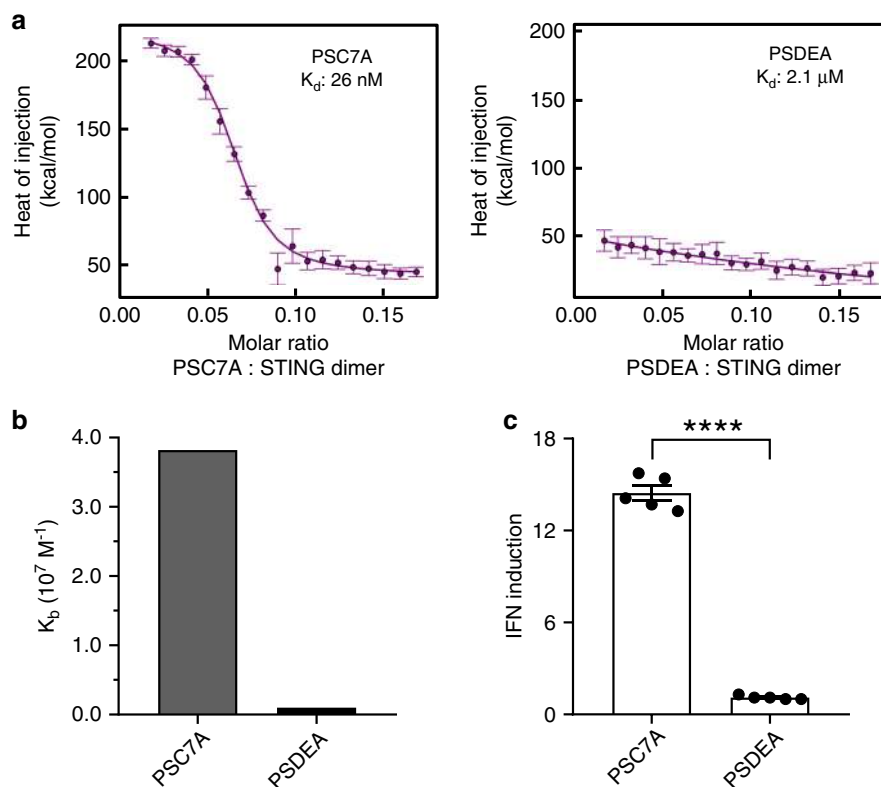 a
200
150
100
50
Heat of injection
(kcal/mol)
PSC7A
Kd: 26 nM
0.00 0.05 0.10 0.15
Molar ratio
PSC7A : STING dimer
200
150
100
50
Heat of injection
(kcal/mol)
PSDEA
Kd: 2.1 μM
0.00 0.05 0.10 0.15
Molar ratio
PSDEA : STING dimer
b
4.0
3.0
2.0
1.0
0.0
Kb (10⁷ M⁻¹)
PSC7A
PSDEA
c
****
18
12
6
0
IFN induction
PSC7A
PSDEA